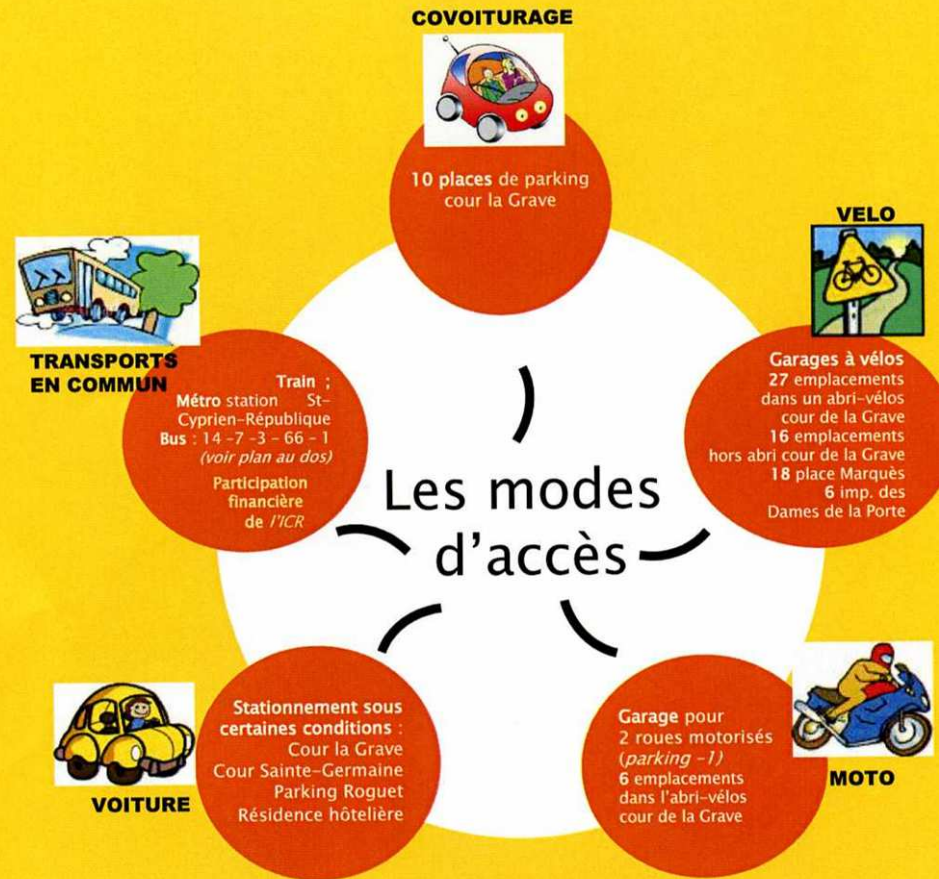 COVOITURAGE
10 places de parking
cour la Grave
VELO
Garages à vélos
27 emplacements
dans un abri-vélos
cour de la Grave
16 emplacements
hors abri cour de la Grave
18 place Marquès
6 imp. des
Dames de la Porte
TRANSPORTS
EN COMMUN
Train ;
Métro station St-
Cyprien-République
Bus : 14 -7 -3 - 66 - 1
(voir plan au dos)
Participation
financière
de l'ICR
Les modes
d'accès
VOITURE
Stationnement sous
certaines conditions :
Cour la Grave
Cour Sainte-Germaine
Parking Roguet
Résidence hôtelière
MOTO
Garage pour
2 roues motorisés
(parking -1)
6 emplacements
dans l'abri-vélos
cour de la Grave